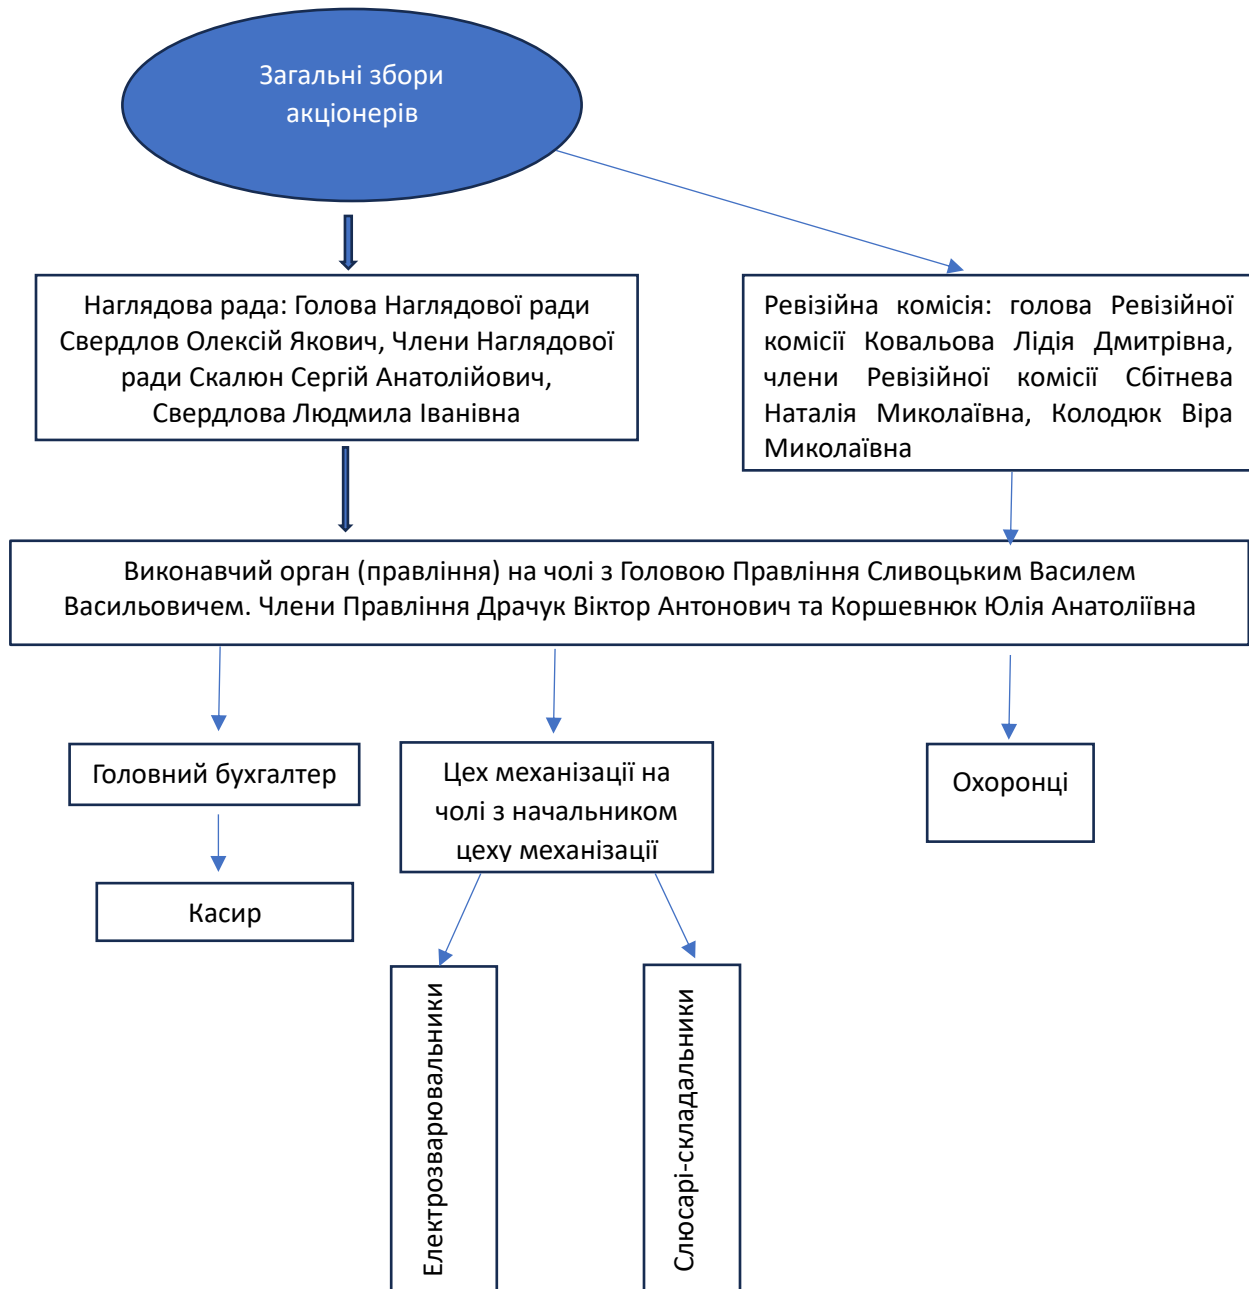 Загальні збори
акціонерів
Наглядова рада: Голова Наглядової ради
Свердлов Олексій Якович, Члени Наглядової
ради Скалюн Сергій Анатолійович,
Свердлова Людмила Іванівна
Ревізійна комісія: голова Ревізійної
комісії Ковальова Лідія Дмитрівна,
члени Ревізійної комісії Сбітнева
Наталія Миколаївна, Колодюк Віра
Миколаївна
Виконавчий орган (правління) на чолі з Головою Правління Сливоцьким Василем
Васильовичем. Члени Правління Драчук Віктор Антонович та Коршевнюк Юлія Анатоліївна
Головний бухгалтер
Цех механізації на
чолі з начальником
цеху механізації
Охоронці
Касир
Електрозварювальники
Слюсарі-складальники